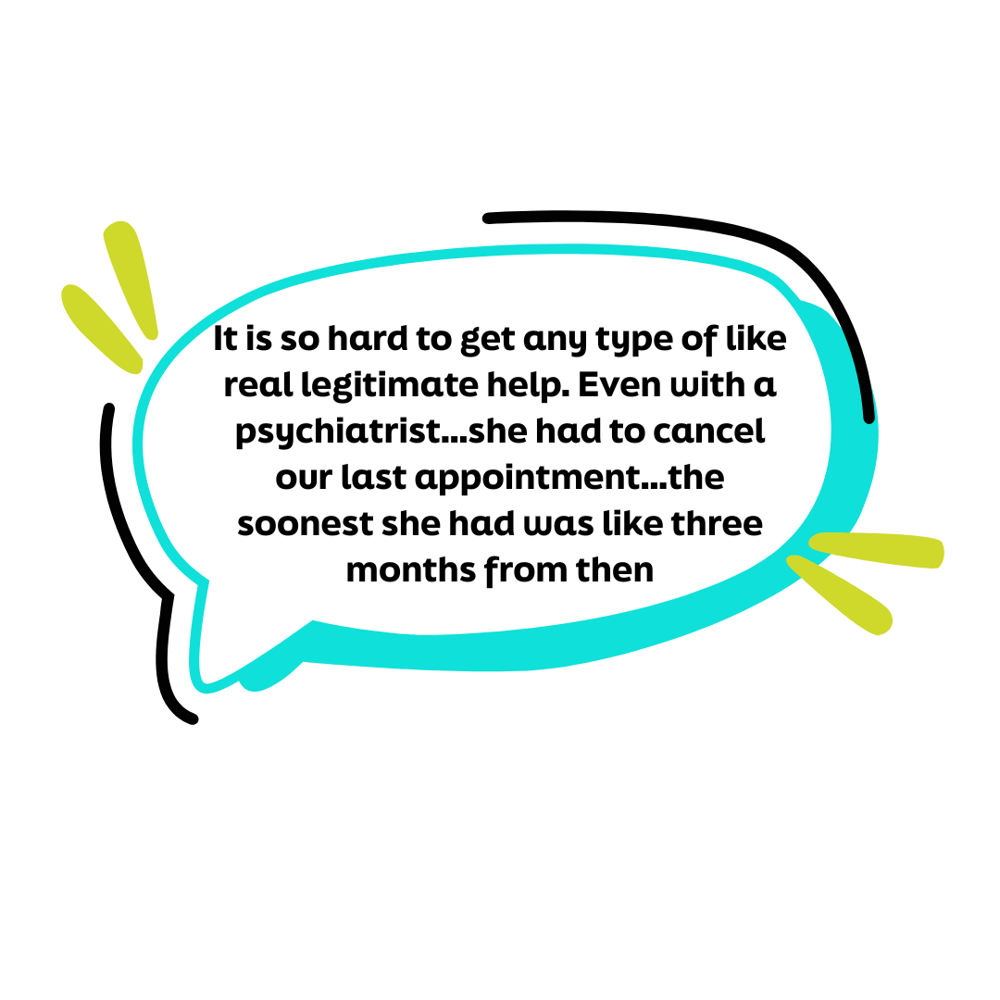 It is so hard to get any type of like
real legitimate help. Even with a
psychiatrist...she had to cancel
our last appointment...the
soonest she had was like three
months from then